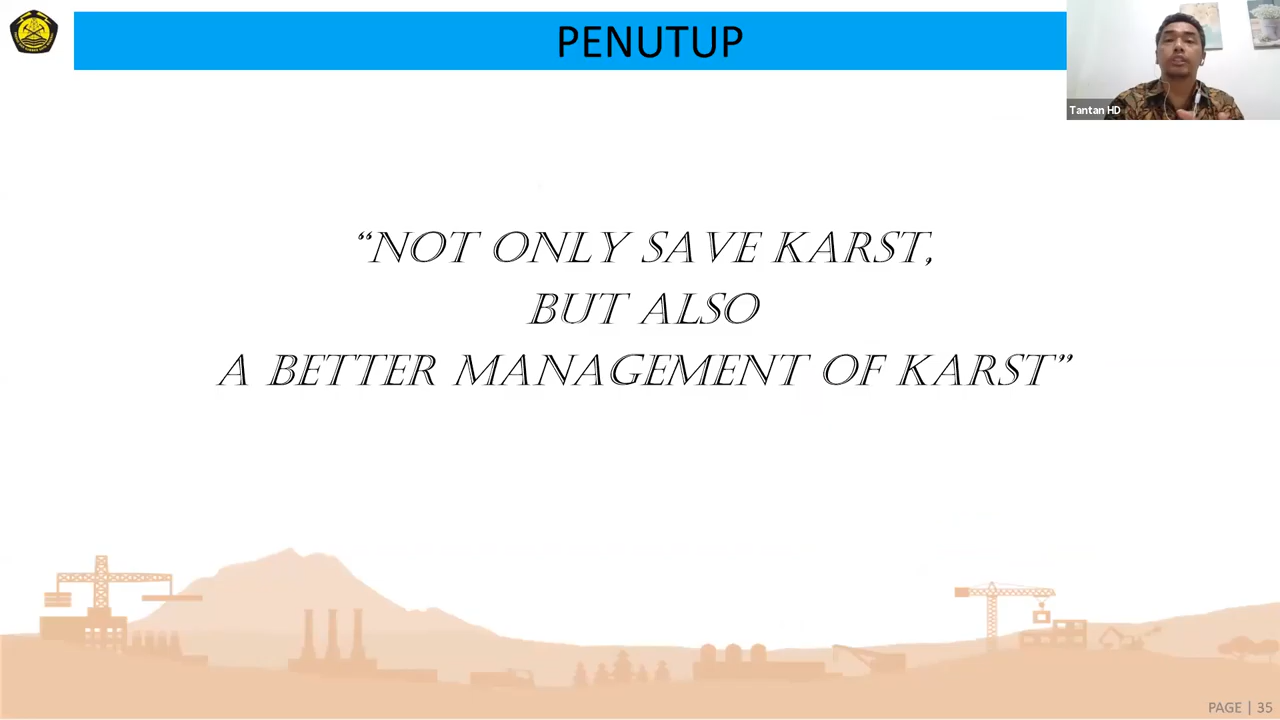 PENUTUP
Tantan HD
“NOT ONLY SAVE KARST,
BUT ALSO
A BETTER MANAGEMENT OF KARST”
PAGE | 35